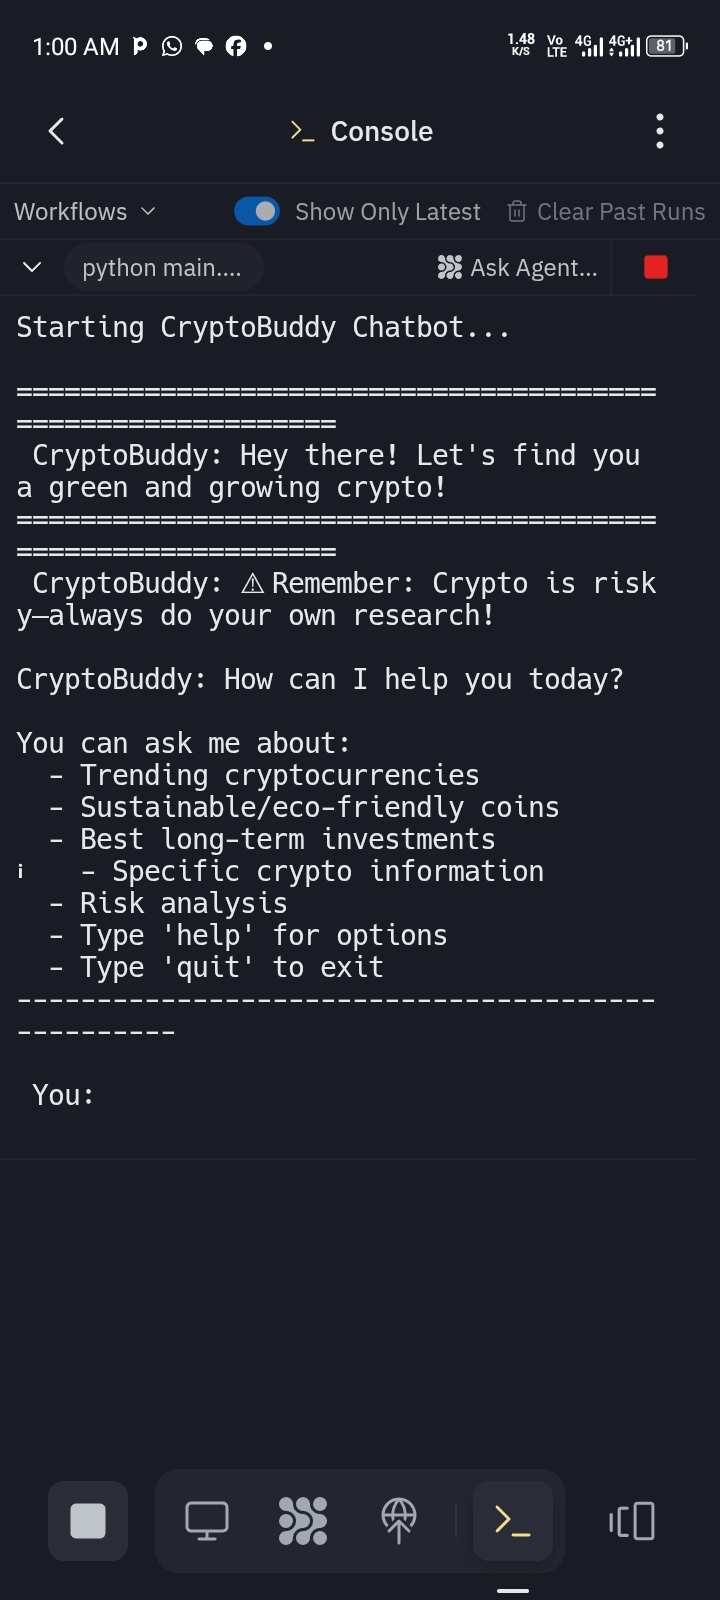 1:00 AM
1.48 K/S Vo LTE 4G 4G+ 81
Console
Workflows Show Only Latest Clear Past Runs
python main.... Ask Agent...
Starting CryptoBuddy Chatbot...
========================================
====================
CryptoBuddy: Hey there! Let's find you
a green and growing crypto!
========================================
====================
CryptoBuddy: ⚠ Remember: Crypto is risk
y—always do your own research!
CryptoBuddy: How can I help you today?
You can ask me about:
- Trending cryptocurrencies
- Sustainable/eco-friendly coins
- Best long-term investments
i - Specific crypto information
- Risk analysis
- Type 'help' for options
- Type 'quit' to exit
----------------------------------------
----------
You: